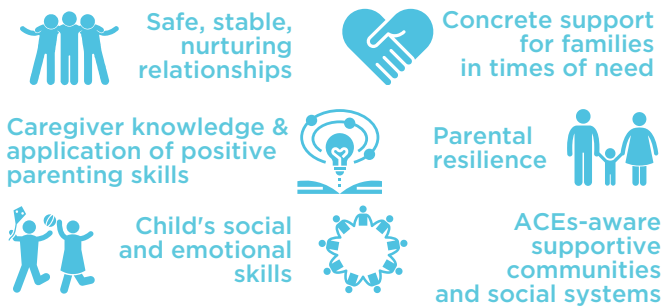 Safe, stable,
nurturing
relationships
Concrete support
for families
in times of need
Caregiver knowledge &
application of positive
parenting skills
Parental
resilience
Child's social
and emotional
skills
ACEs-aware
supportive
communities
and social systems